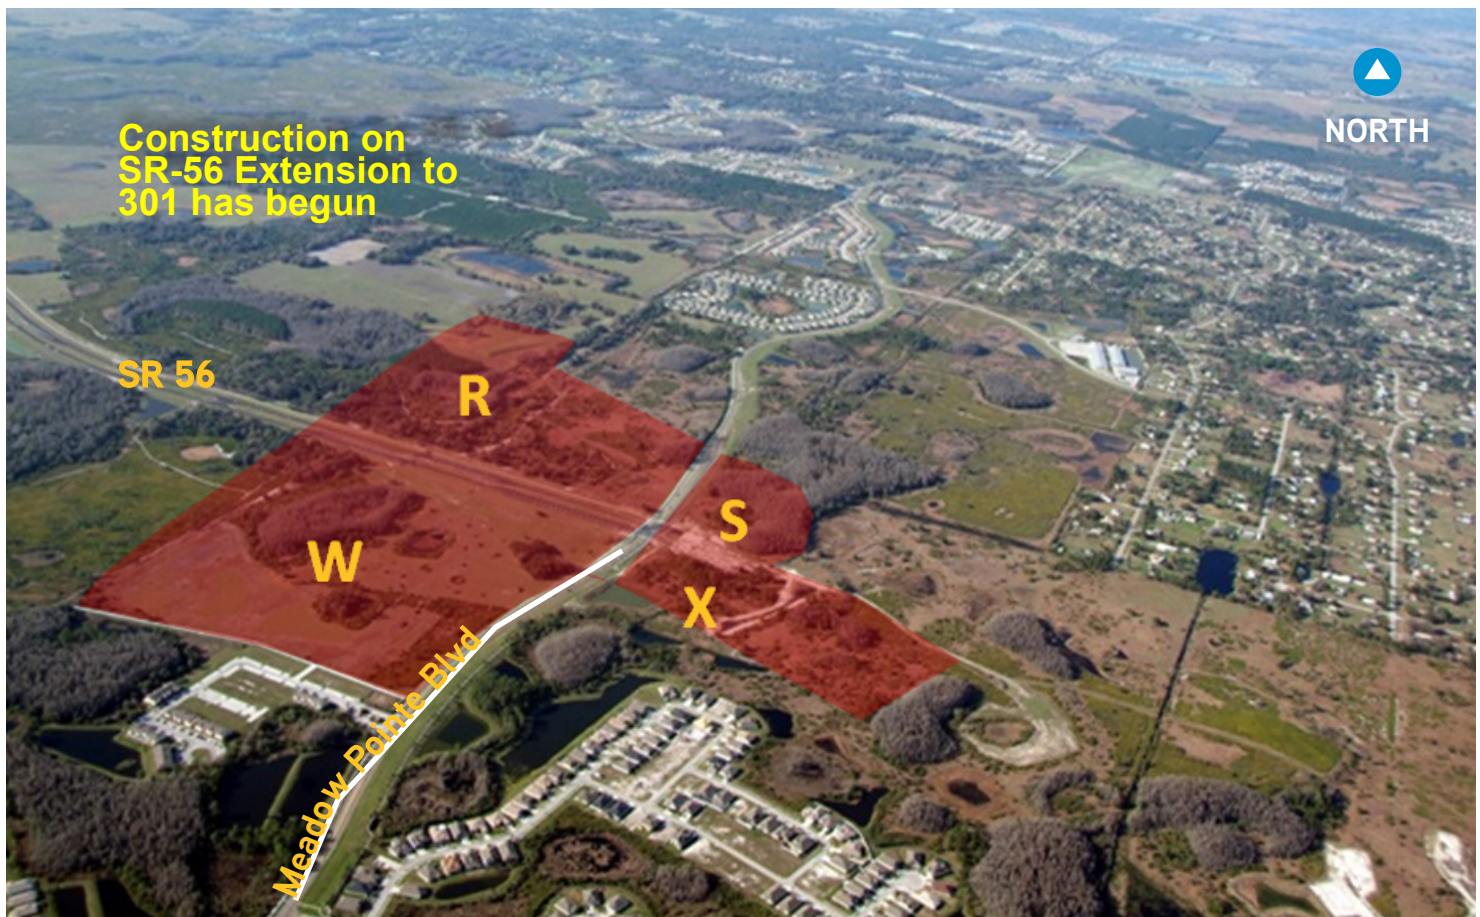 Construction on
SR-56 Extension to
301 has begun
NORTH
SR 56
R
S
W
X
Meadow Pointe Blvd